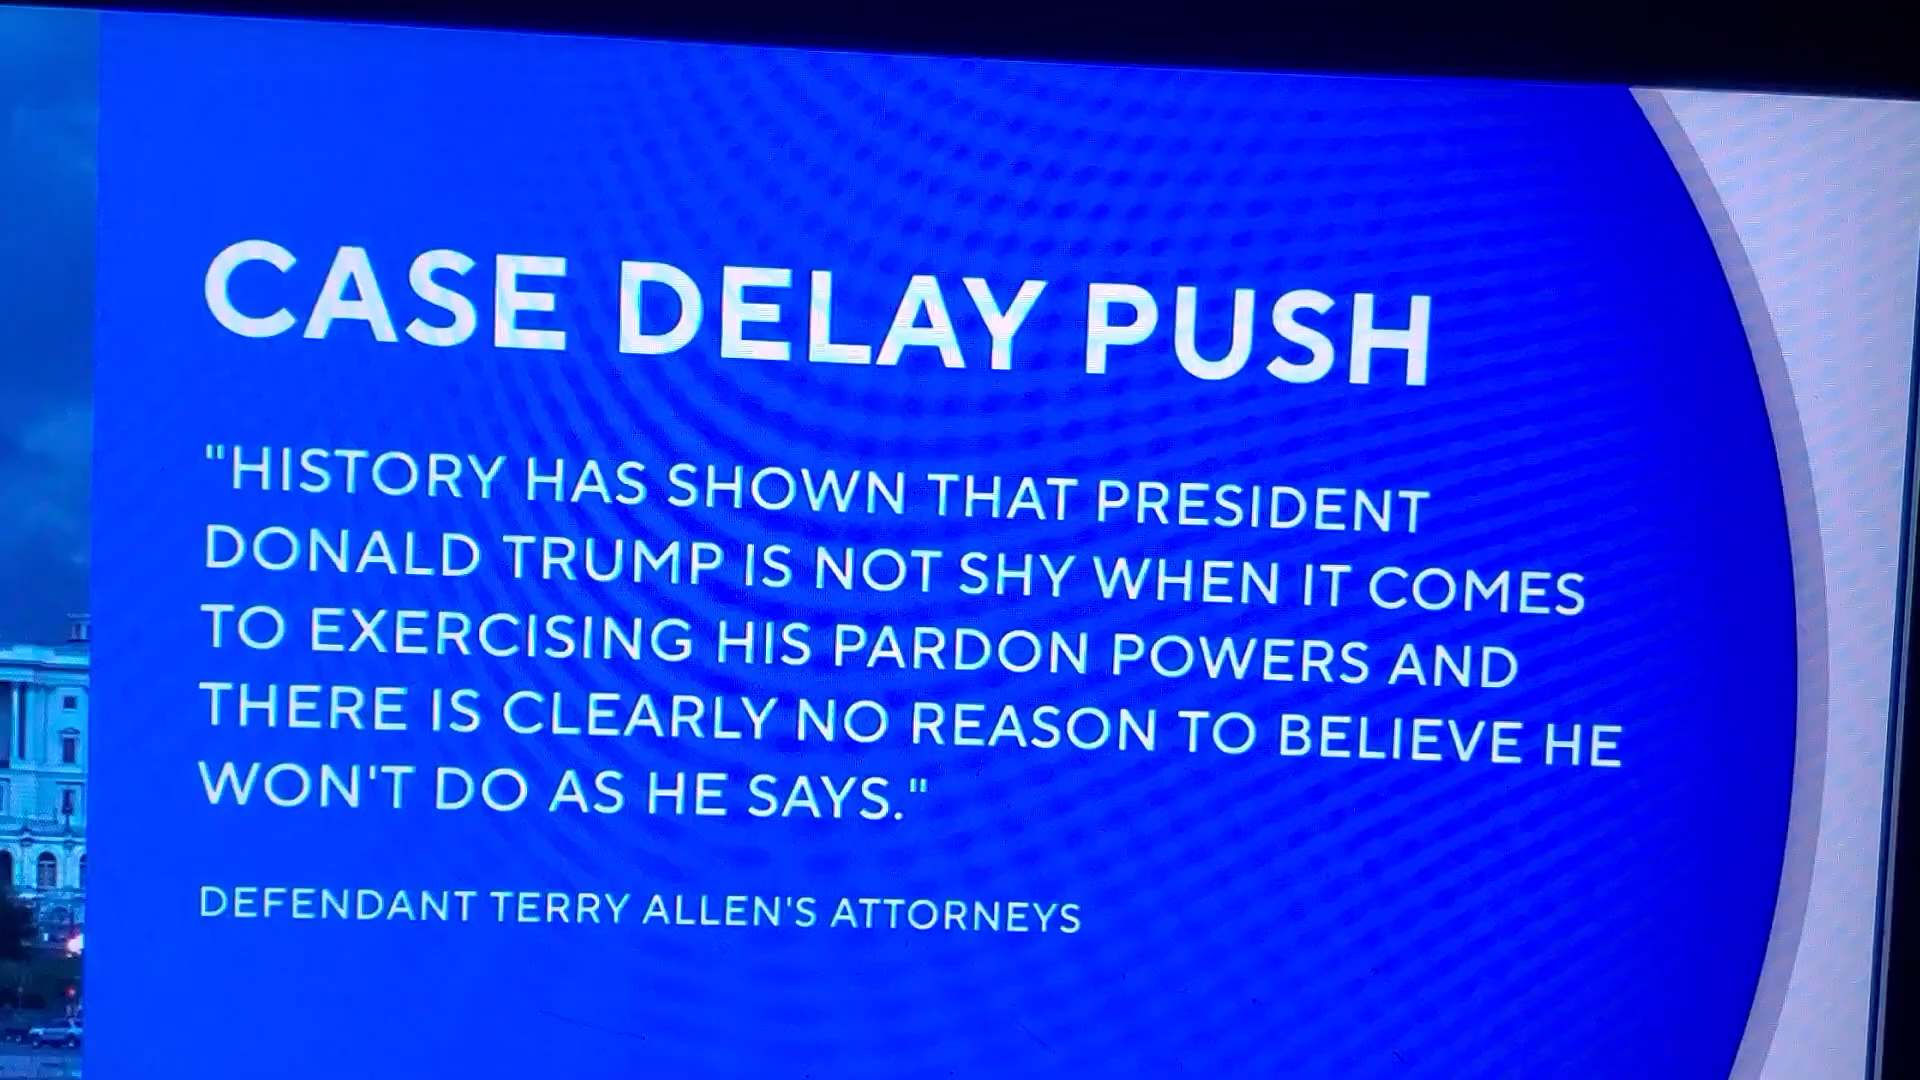 CASE DELAY PUSH
"HISTORY HAS SHOWN THAT PRESIDENT
DONALD TRUMP IS NOT SHY WHEN IT COMES
TO EXERCISING HIS PARDON POWERS AND
THERE IS CLEARLY NO REASON TO BELIEVE HE
WON'T DO AS HE SAYS."
DEFENDANT TERRY ALLEN'S ATTORNEYS